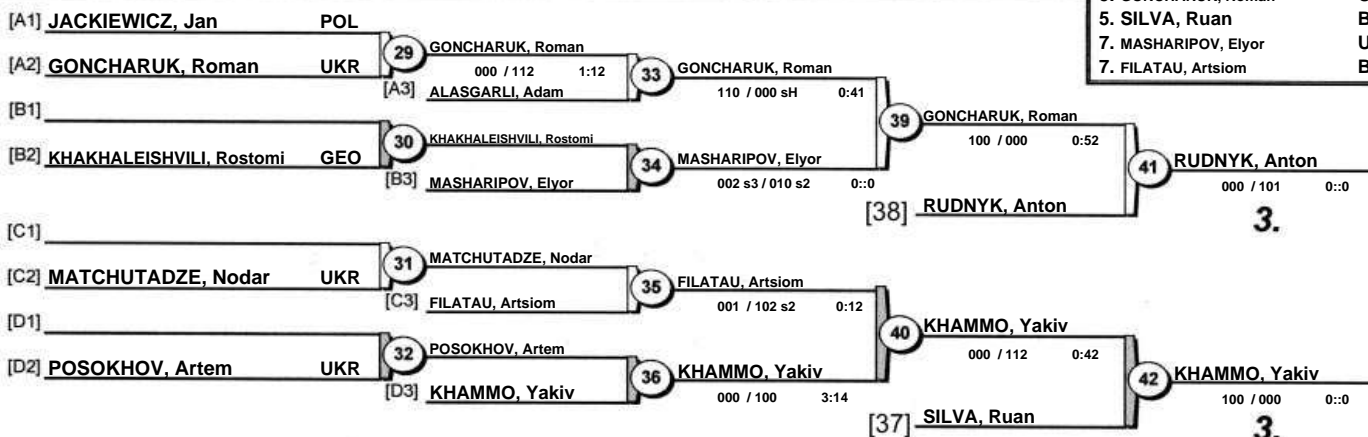 [A1] JACKIEWICZ, Jan POL
[A2] GONCHARUK, Roman UKR
29
GONCHARUK, Roman
000 / 112 1:12
[A3] ALASGARLI, Adam
33
GONCHARUK, Roman
110 / 000 sH 0:41
[B1]
[B2] KHAKHALEISHVILI, Rostomi GEO
30
KHAKHALEISHVILI, Rostomi
[B3] MASHARIPOV, Elyor
34
MASHARIPOV, Elyor
002 s3 / 010 s2 0::0
39
GONCHARUK, Roman
100 / 000 0:52
[38] RUDNYK, Anton
41
RUDNYK, Anton
000 / 101 0::0
3.
[C1]
[C2] MATCHUTADZE, Nodar UKR
31
MATCHUTADZE, Nodar
[C3] FILATAU, Artsiom
35
FILATAU, Artsiom
001 / 102 s2 0:12
[D1]
[D2] POSOKHOV, Artem UKR
32
POSOKHOV, Artem
[D3] KHAMMO, Yakiv
36
KHAMMO, Yakiv
000 / 100 3:14
40
KHAMMO, Yakiv
000 / 112 0:42
[37] SILVA, Ruan
42
KHAMMO, Yakiv
100 / 000 0::0
3.
5. SILVA, Ruan B
7. MASHARIPOV, Elyor U
7. FILATAU, Artsiom B